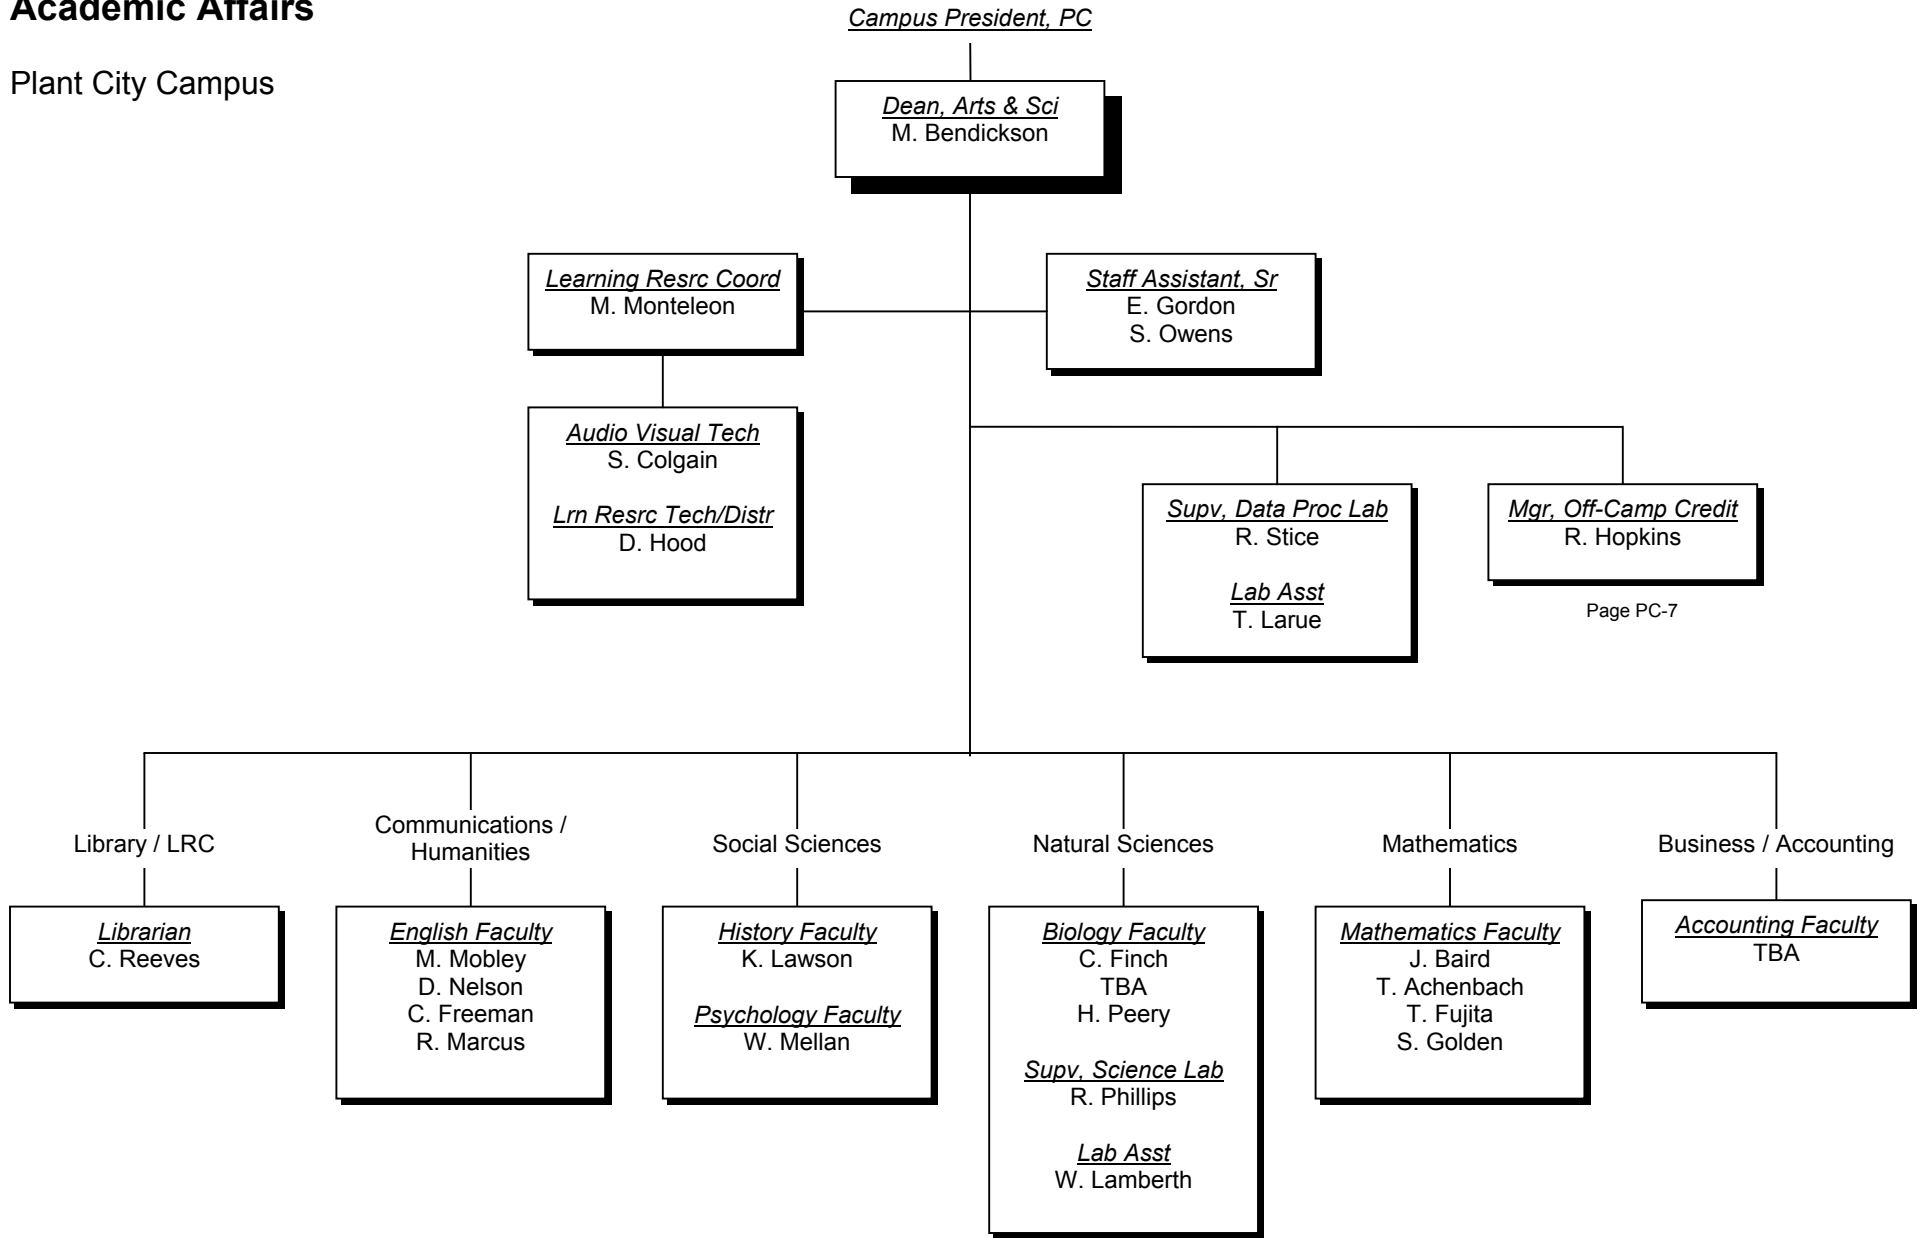 Academic Affairs
Plant City Campus
Campus President, PC
Dean, Arts & Sci
M. Bendickson
Learning Resrc Coord
M. Monteleon
Staff Assistant, Sr
E. Gordon
S. Owens
Audio Visual Tech
S. Colgain
Lrn Resrc Tech/Distr
D. Hood
Supv, Data Proc Lab
R. Stice
Lab Asst
T. Larue
Mgr, Off-Camp Credit
R. Hopkins
Page PC-7
Library / LRC
Librarian
C. Reeves
Communications /
Humanities
English Faculty
M. Mobley
D. Nelson
C. Freeman
R. Marcus
Social Sciences
History Faculty
K. Lawson
Psychology Faculty
W. Mellan
Natural Sciences
Biology Faculty
C. Finch
TBA
H. Peery
Supv, Science Lab
R. Phillips
Lab Asst
W. Lamberth
Mathematics
Mathematics Faculty
J. Baird
T. Achenbach
T. Fujita
S. Golden
Business / Accounting
Accounting Faculty
TBA